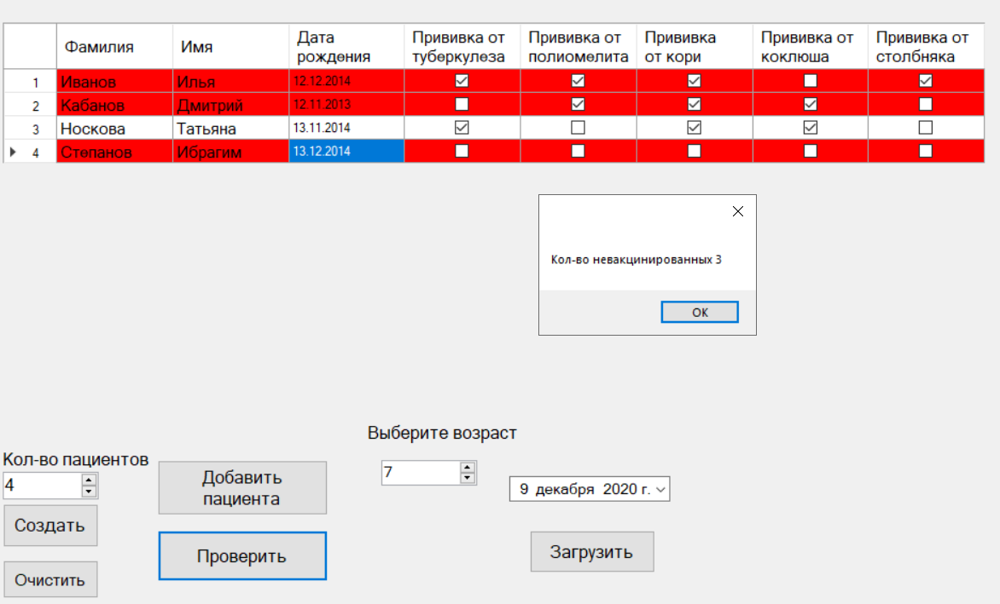 Фамилия Имя Дата рождения Прививка от туберкулеза Прививка от полиомелита Прививка от кори Прививка от коклюша Прививка от столбняка
1 Иванов Илья 12.12.2014
2 Кабанов Дмитрий 12.11.2013
3 Носкова Татьяна 13.11.2014
4 Степанов Ибрагим 13.12.2014
Кол-во невакцинированных 3
OK
Выберите возраст
Кол-во пациентов
4
Добавить
пациента
7
9 декабря 2020 г.
Создать
Проверить
Загрузить
Очистить